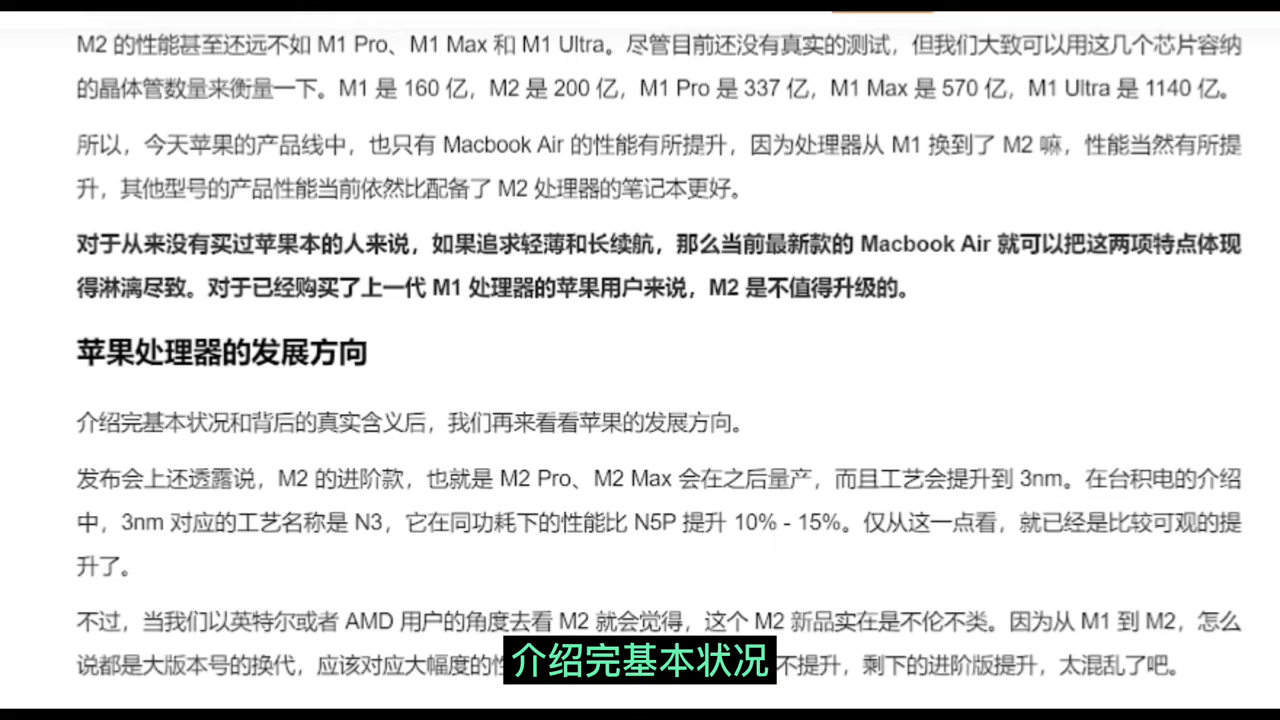 M2 的性能甚至还远不如 M1 Pro、M1 Max 和 M1 Ultra。尽管目前还没有真实的测试，但我们大致可以用这几个芯片容纳
的晶体管数量来衡量一下。M1 是 160 亿，M2 是 200 亿，M1 Pro 是 337 亿，M1 Max 是 570 亿，M1 Ultra 是 1140 亿。
所以，今天苹果的产品线中，也只有 Macbook Air 的性能有所提升，因为处理器从 M1 换到了 M2 嘛，性能当然有所提
升，其他型号的产品性能当前依然比配备了 M2 处理器的笔记本更好。
对于从来没有买过苹果本的人来说，如果追求轻薄和长续航，那么当前最新款的 Macbook Air 就可以把这两项特点体现
得淋漓尽致。对于已经购买了上一代 M1 处理器的苹果用户来说，M2 是不值得升级的。
苹果处理器的发展方向
介绍完基本状况和背后的真实含义后，我们再来看看苹果的发展方向。
发布会上还透露说，M2 的进阶款，也就是 M2 Pro、M2 Max 会在之后量产，而且工艺会提升到 3nm。在台积电的介绍
中，3nm 对应的工艺名称是 N3，它在同功耗下的性能比 N5P 提升 10% - 15%。仅从这一点看，就已经是比较可观的提
升了。
不过，当我们以英特尔或者 AMD 用户的角度去看 M2 就会觉得，这个 M2 新品实在是不伦不类。因为从 M1 到 M2，怎么
说都是大版本号的换代，应该对应大幅度的 不提升，剩下的进阶版提升，太混乱了吧。
介绍完基本状况